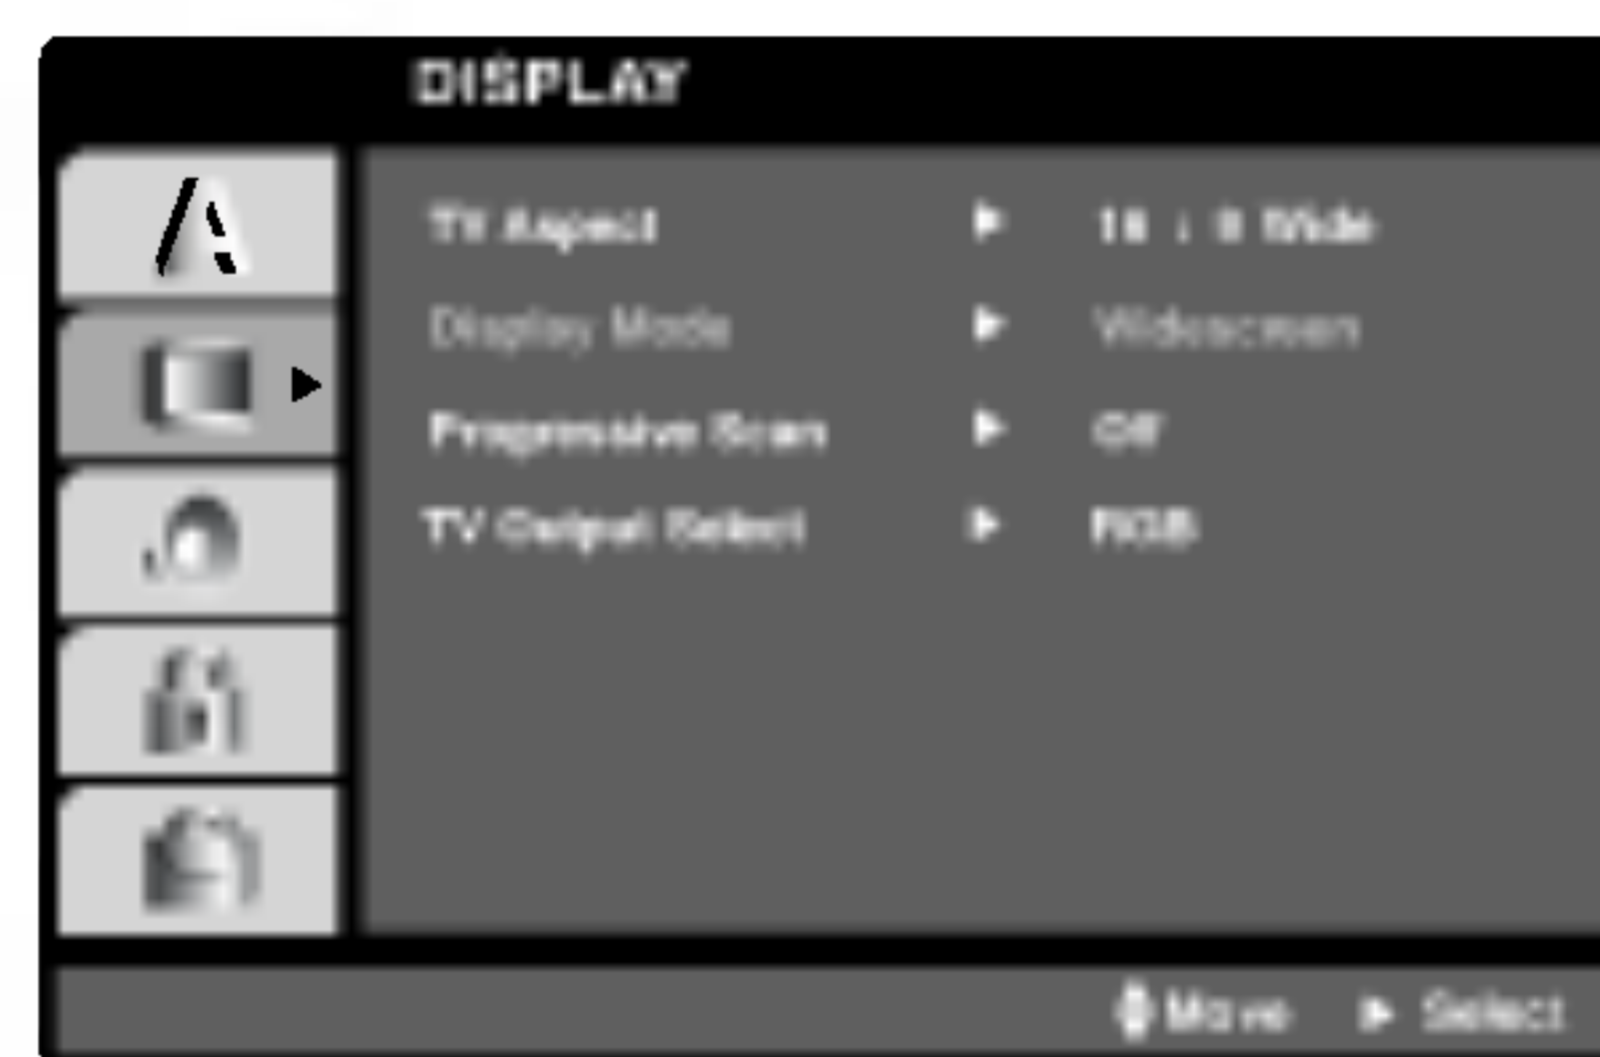 DISPLAY
TV Aspect ► 16 : 9 Wide
Display Mode ► Widescreen
Progressive Scan ► Off
TV Output Select ► RGB
Move ► Select